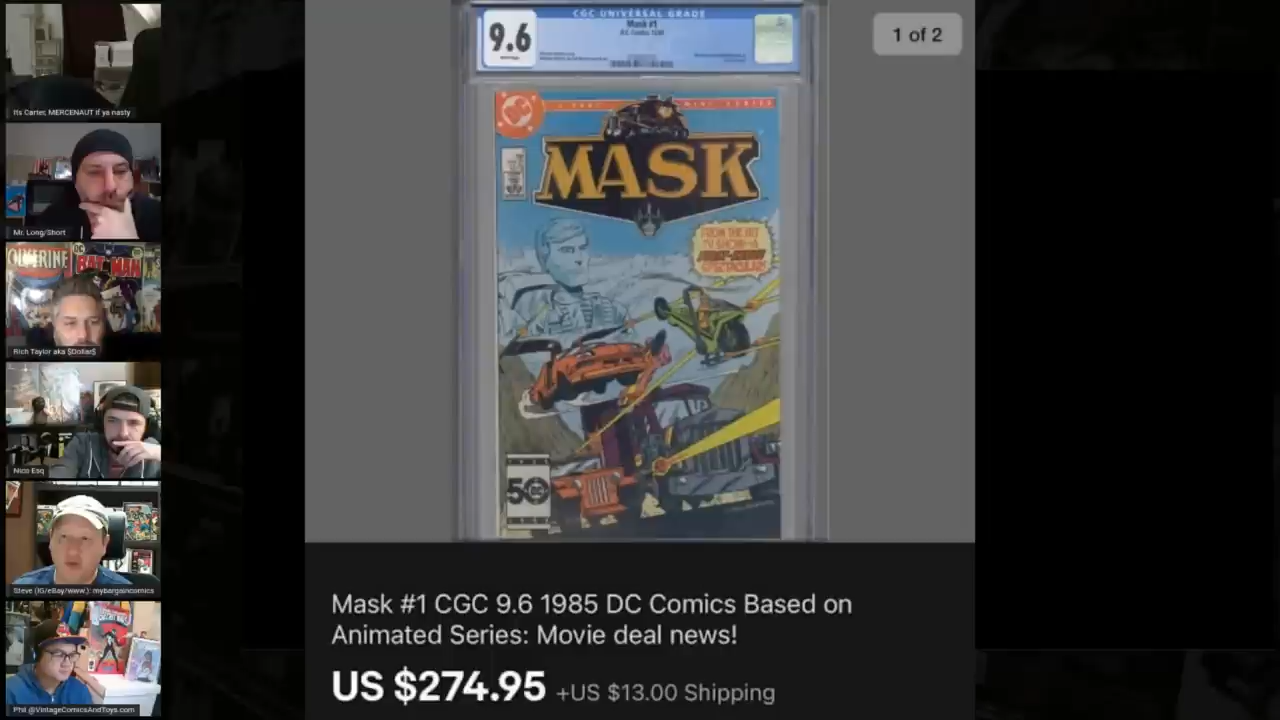 Its Carter, MERCENAUT if ya nasty
Mr. Long/Short
WOLVERINE
BATMAN
Rich Taylor aka $Dollar$
Nico Esq
Steve (IG/eBay/www.): mybargaincomics
Phil @VintageComicsAndToys.com
CGC UNIVERSAL GRADE
9.6
Mask #1
1 of 2
MASK
FROM THE HIT
TV SHOW--A
SPECTACULAR!
50
Mask #1 CGC 9.6 1985 DC Comics Based on
Animated Series: Movie deal news!
US $274.95 +US $13.00 Shipping